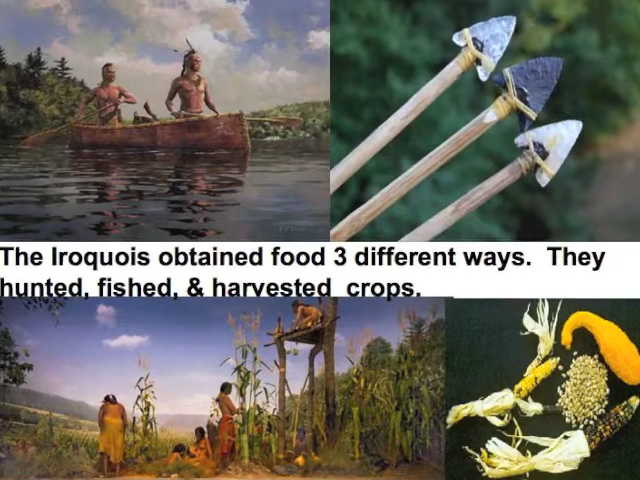 The Iroquois obtained food 3 different ways.  They
hunted, fished, & harvested  crops.